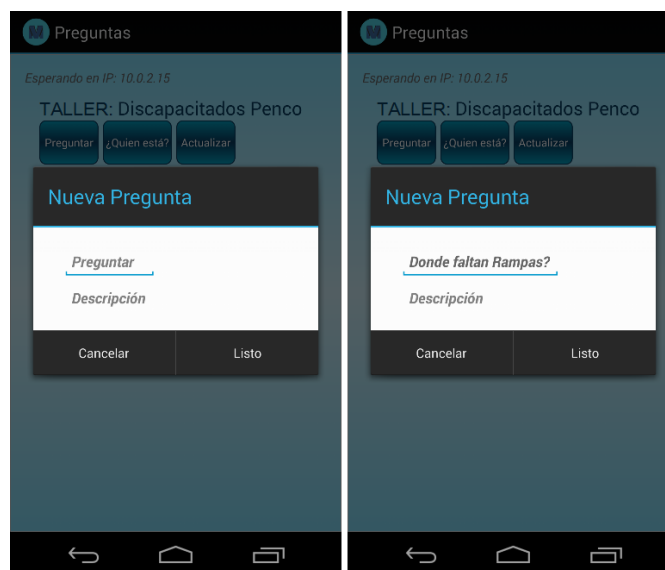 M Preguntas
Esperando en IP: 10.0.2.15
TALLER: Discapacitados Penco
Preguntar ¿Quien está? Actualizar
Nueva Pregunta
Preguntar
Descripción
Cancelar Listo
M Preguntas
Esperando en IP: 10.0.2.15
TALLER: Discapacitados Penco
Preguntar ¿Quien está? Actualizar
Nueva Pregunta
Donde faltan Rampas?
Descripción
Cancelar Listo